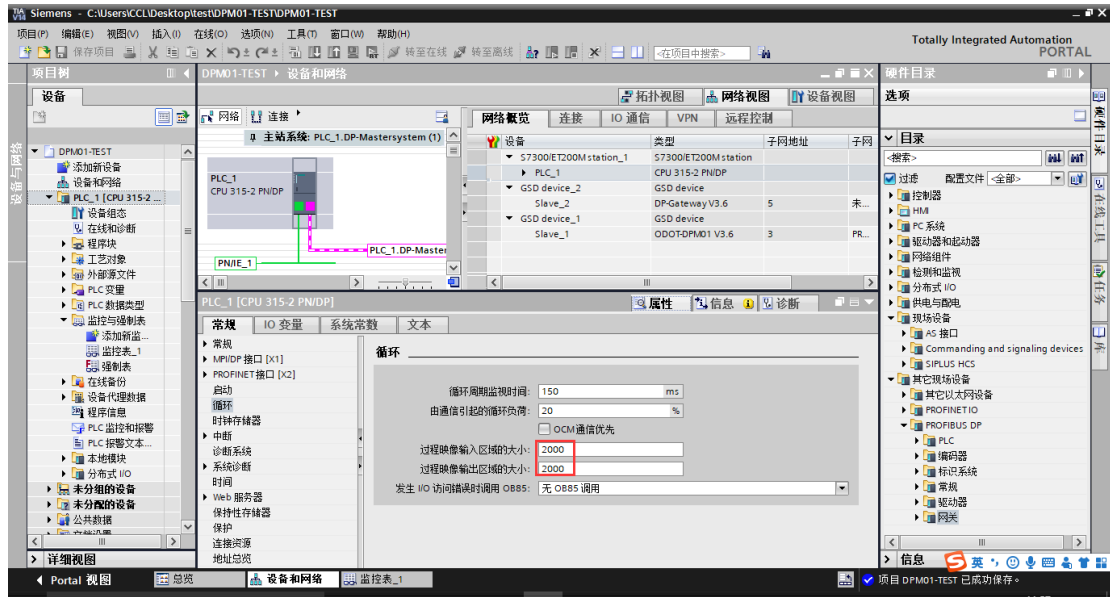 Siemens - C:\Users\CCL\Desktop\test\DPM01-TEST\DPM01-TEST
项目(P) 编辑(E) 视图(V) 插入(I) 在线(O) 选项(N) 工具(T) 窗口(W) 帮助(H)
Totally Integrated Automation
PORTAL
保存项目
转至在线
转至离线
<在项目中搜索>
项目树
设备
DPM01-TEST
添加新设备
设备和网络
PLC_1 [CPU 315-2 ...
设备组态
在线和诊断
程序块
工艺对象
外部源文件
PLC 变量
PLC 数据类型
监控与强制表
添加新监...
监控表_1
强制表
在线备份
设备代理数据
程序信息
PLC 监控和报警
PLC 报警文本...
本地模块
分布式 I/O
未分组的设备
未分配的设备
公共数据
详细视图
设备与网络
DPM01-TEST ▸ 设备和网络
拓扑视图 网络视图 设备视图
网络 连接
主站系统: PLC_1.DP-Mastersystem (1)
PLC_1
CPU 315-2 PN/DP
PLC_1.DP-Master
PN/IE_1
网络概览 连接 IO 通信 VPN 远程控制
设备 类型 子网地址 子网
S7300/ET200M station_1 S7300/ET200M station
PLC_1 CPU 315-2 PN/DP
GSD device_2 GSD device
Slave_2 DP-Gateway V3.6 5 未...
GSD device_1 GSD device
Slave_1 ODOT-DPM01 V3.6 3 PR...
PLC_1 [CPU 315-2 PN/DP]
属性 信息 诊断
常规 IO 变量 系统常数 文本
常规
MPI/DP 接口 [X1]
PROFINET 接口 [X2]
启动
循环
时钟存储器
中断
诊断系统
系统诊断
时间
Web 服务器
保持性存储器
保护
连接资源
地址总览
循环
循环周期监视时间: 150 ms
由通信引起的循环负荷: 20 %
OCM通信优先
过程映像输入区域的大小: 2000
过程映像输出区域的大小: 2000
发生 I/O 访问错误时调用 OB85: 无 OB85 调用
硬件目录
选项
目录
<搜索>
过滤 配置文件 <全部>
控制器
HMI
PC 系统
驱动器和起动器
网络组件
检测和监视
分布式 I/O
供电与配电
现场设备
AS 接口
Commanding and signaling devices
SIPLUS HCS
其它现场设备
其它以太网设备
PROFINET IO
PROFIBUS DP
PLC
编码器
标识系统
常规
驱动器
网关
信息
硬件目录
在线工具
任务
库
英
Portal 视图 总览 设备和网络 监控表_1
项目 DPM01-TEST 已成功保存。